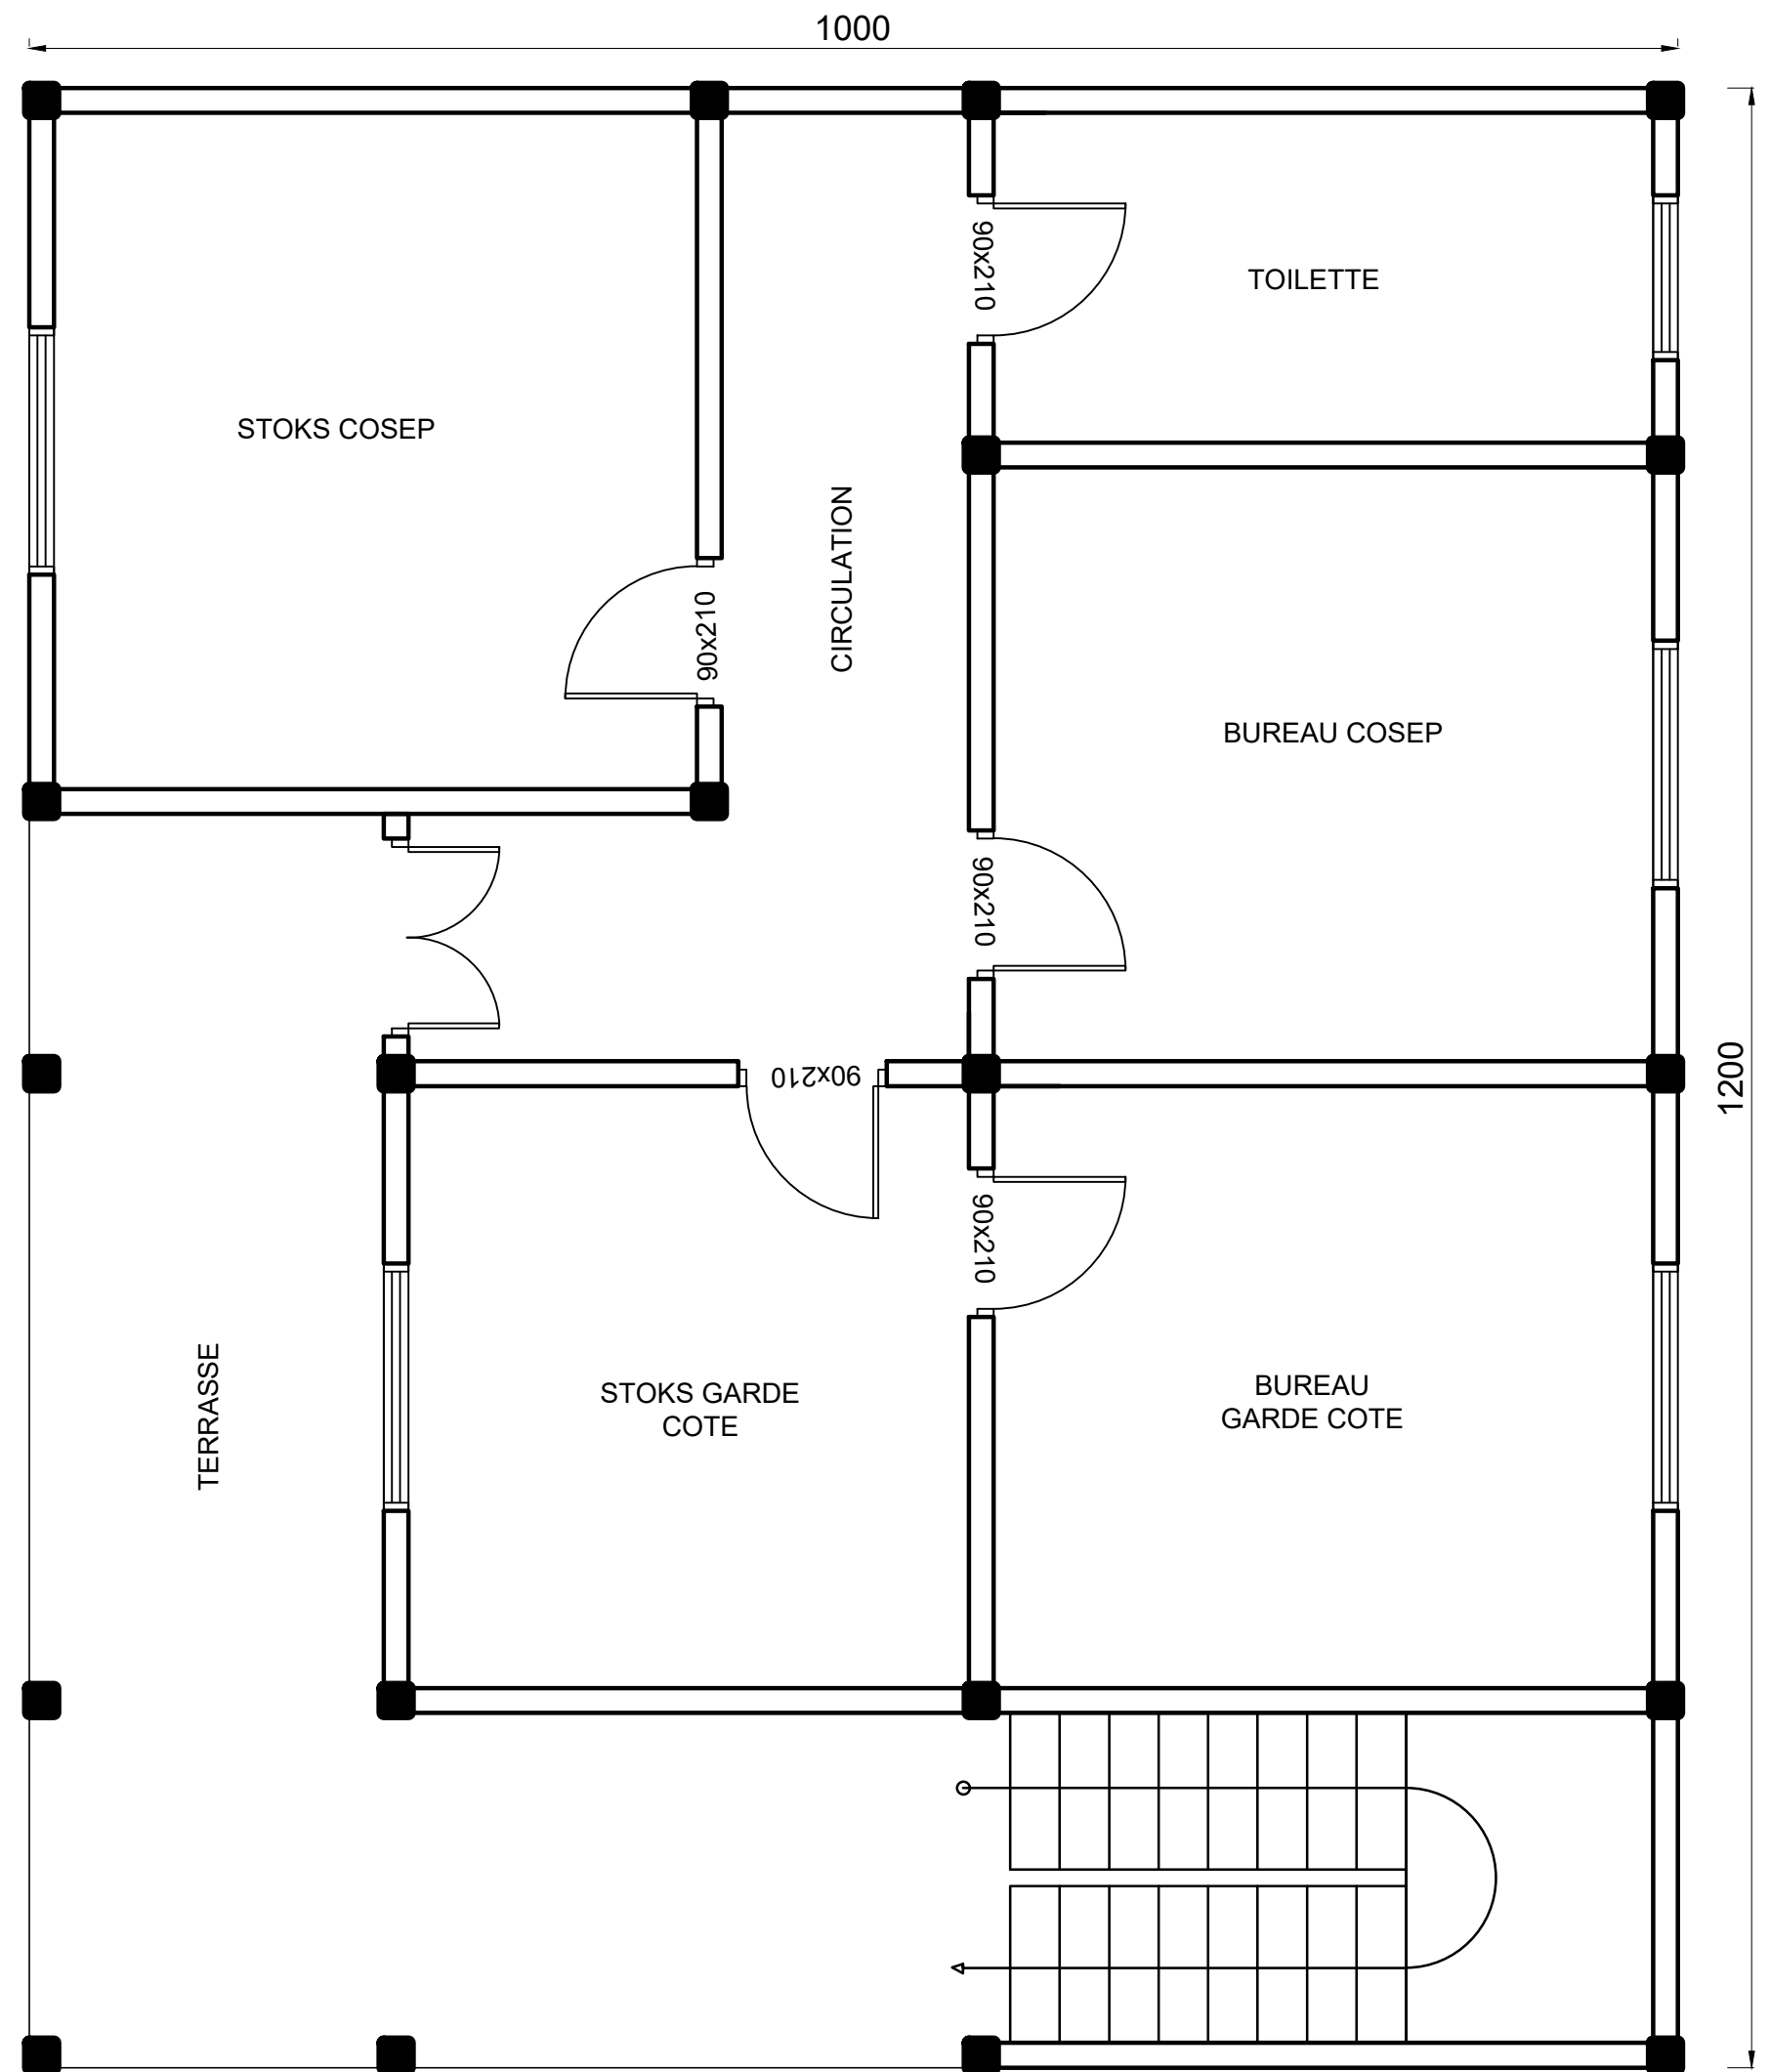 1000
90x210
TOILETTE
STOKS COSEP
CIRCULATION
90x210
BUREAU COSEP
90x210
90x210
1200
90x210
TERRASSE
STOKS GARDE
COTE
BUREAU
GARDE COTE